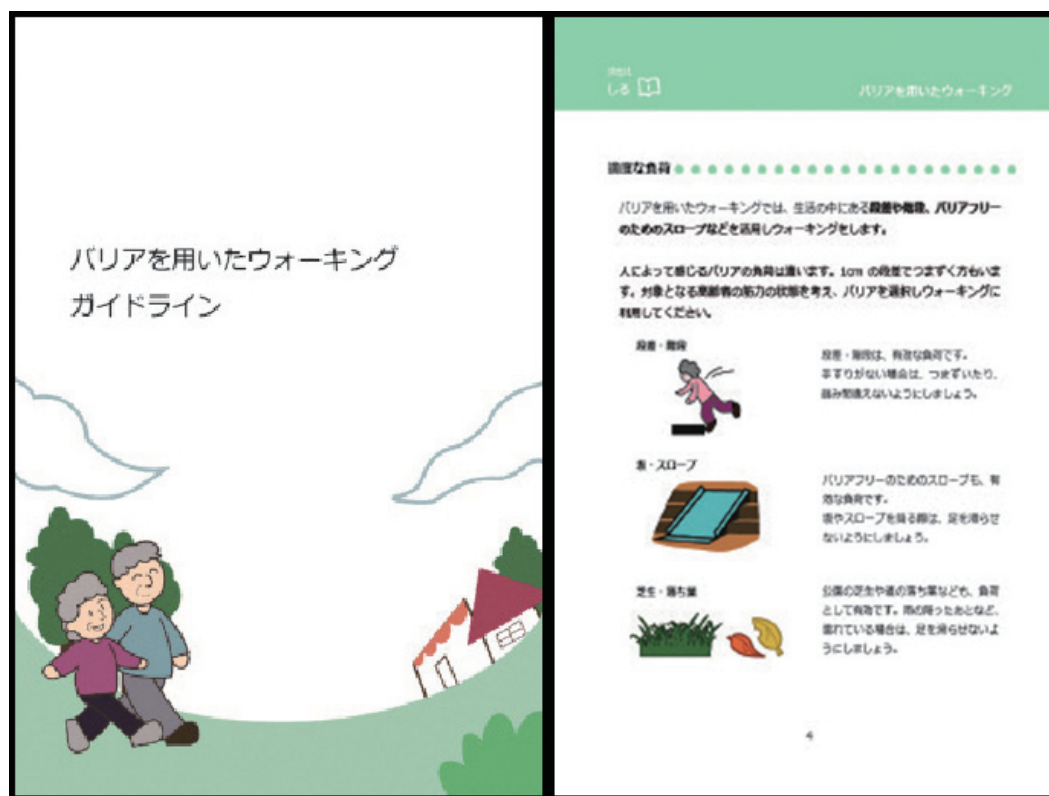 バリアを用いたウォーキング
ガイドライン
しる
バリアを用いたウォーキング
適度な負荷
バリアを用いたウォーキングでは、生活の中にある段差や階段、バリアフリー
のためのスロープなどを活用しウォーキングをします。
人によって感じるバリアの負荷は違います。1cm の段差でつまずく方もいま
す。対象となる高齢者の筋力の状態を考え、バリアを選択しウォーキングに
利用してください。
段差・階段
段差・階段は、有効な負荷です。
手すりがない場合は、つまずいたり、
踏み間違えないようにしましょう。
坂・スロープ
バリアフリーのためのスロープも、有
効な負荷です。
坂やスロープを降る際は、足を滑らせ
ないようにしましょう。
芝生・落ち葉
公園の芝生や道の落ち葉なども、負荷
として有効です。雨の降ったあとなど、
濡れている場合は、足を滑らせないよ
うにしましょう。
4